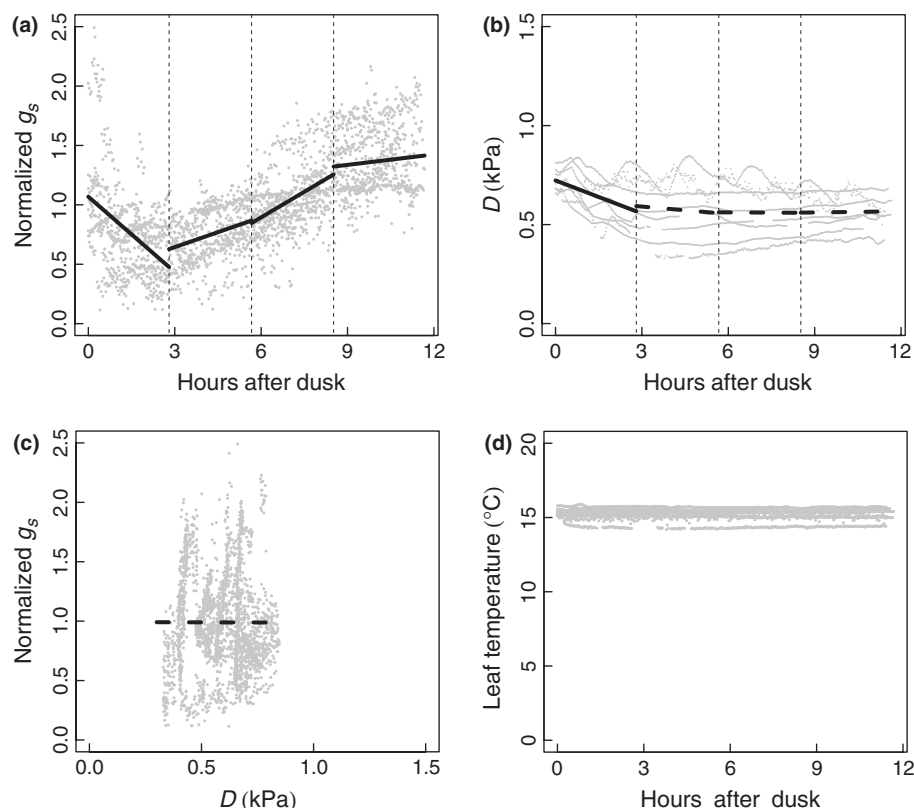 (a)
Normalized gs
0.0 0.5 1.0 1.5 2.0 2.5
0 3 6 9 12
Hours after dusk
(b)
D (kPa)
0.0 0.5 1.0 1.5
0 3 6 9 12
Hours after dusk
(c)
Normalized gs
0.0 0.5 1.0 1.5 2.0 2.5
0.0 0.5 1.0 1.5
D (kPa)
(d)
Leaf temperature (°C)
0 5 10 15 20
0 3 6 9 12
Hours after dusk